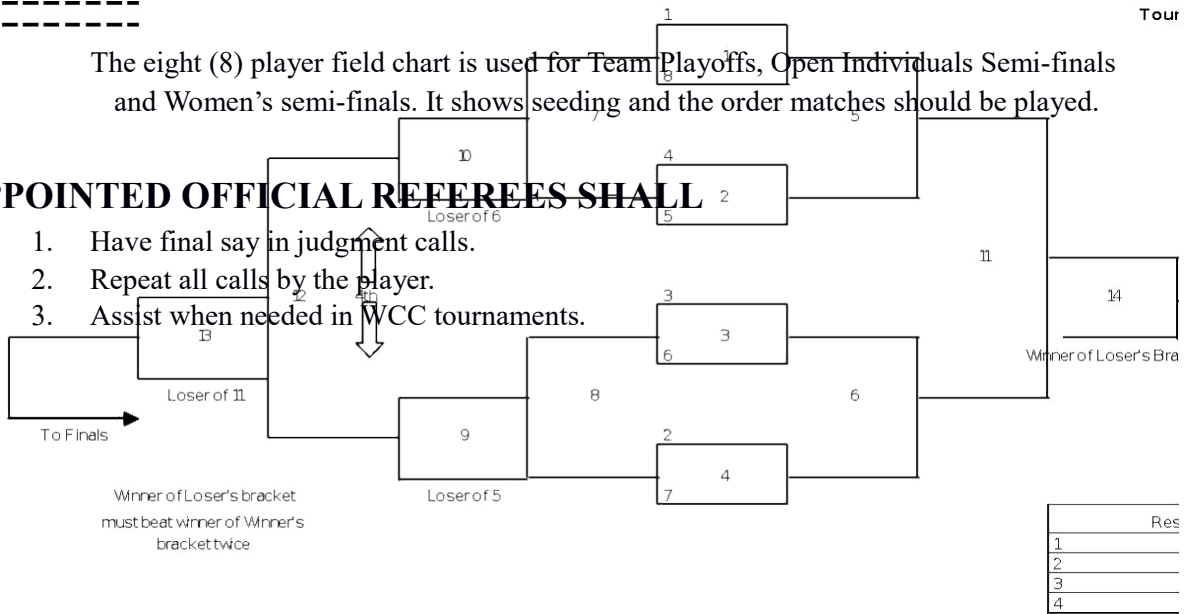 1
Tour
The eight (8) player field chart is used for Team Playoffs, Open Individuals Semi-finals
1
8
and Women’s semi-finals. It shows seeding and the order matches should be played.
7
5
10
4
POINTED OFFICIAL REFEREES SHALL
2
Loser of 6
5
1. Have final say in judgment calls.
11
2. Repeat all calls by the player.
12
4th
3
14
3. Assist when needed in WCC tournaments.
13
3
6
Winner of Loser's Bra
Loser of 11
8
6
To Finals
9
2
4
Winner of Loser's bracket
Loser of 5
7
must beat winner of Winner's
bracket twice
Res
1
2
3
4